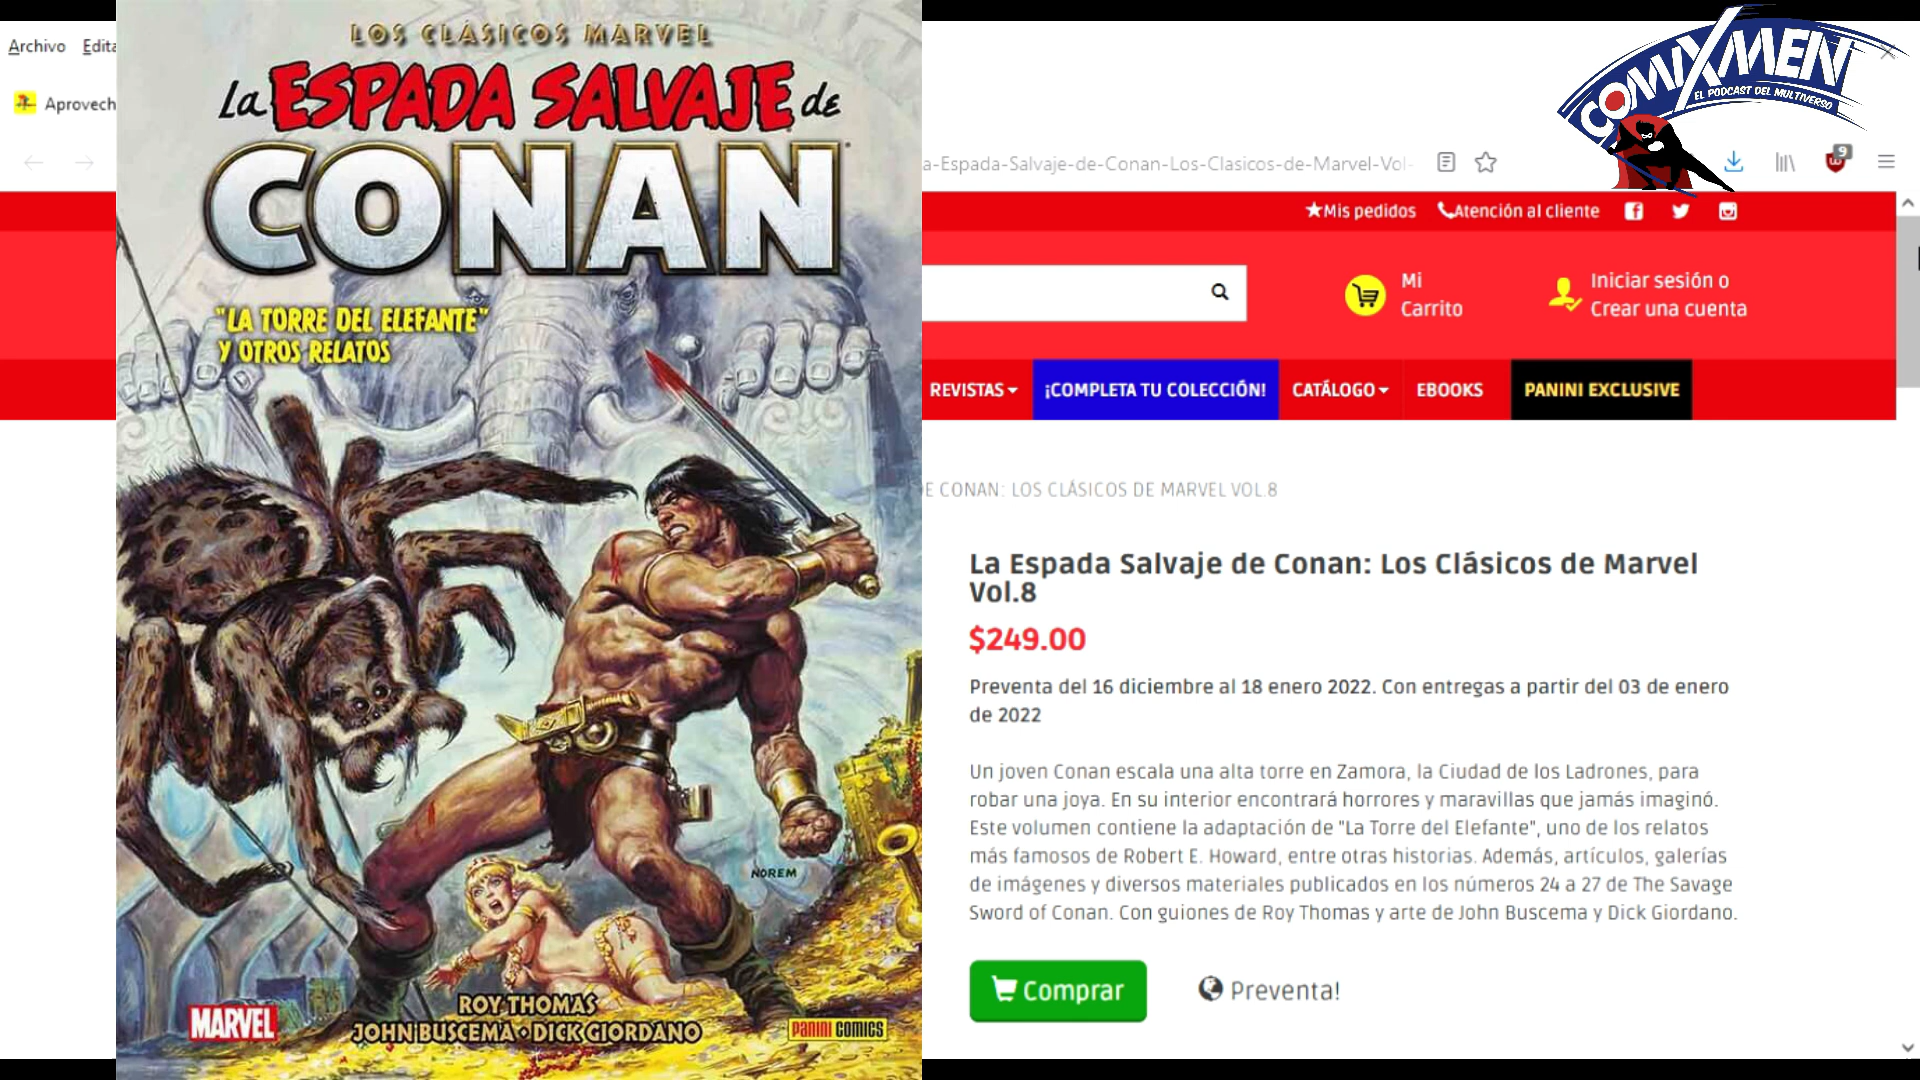 Archivo Edita
Aprovech
LOS CLÁSICOS MARVEL
La ESPADA SALVAJE de
CONAN
"LA TORRE DEL ELEFANTE"
Y OTROS RELATOS
NOREM
ROY THOMAS
JOHN BUSCEMA • DICK GIORDANO
MARVEL
PANINI COMICS
COMIXMEN
EL PODCAST DEL MULTIVERSO
a-Espada-Salvaje-de-Conan-Los-Clasicos-de-Marvel-Vol-
9
Mis pedidos Atención al cliente
Mi
Carrito
Iniciar sesión o
Crear una cuenta
REVISTAS ¡COMPLETA TU COLECCIÓN! CATÁLOGO EBOOKS PANINI EXCLUSIVE
E CONAN: LOS CLÁSICOS DE MARVEL VOL.8
La Espada Salvaje de Conan: Los Clásicos de Marvel
Vol.8
$249.00
Preventa del 16 diciembre al 18 enero 2022. Con entregas a partir del 03 de enero
de 2022
Un joven Conan escala una alta torre en Zamora, la Ciudad de los Ladrones, para
robar una joya. En su interior encontrará horrores y maravillas que jamás imaginó.
Este volumen contiene la adaptación de "La Torre del Elefante", uno de los relatos
más famosos de Robert E. Howard, entre otras historias. Además, artículos, galerías
de imágenes y diversos materiales publicados en los números 24 a 27 de The Savage
Sword of Conan. Con guiones de Roy Thomas y arte de John Buscema y Dick Giordano.
Comprar Preventa!